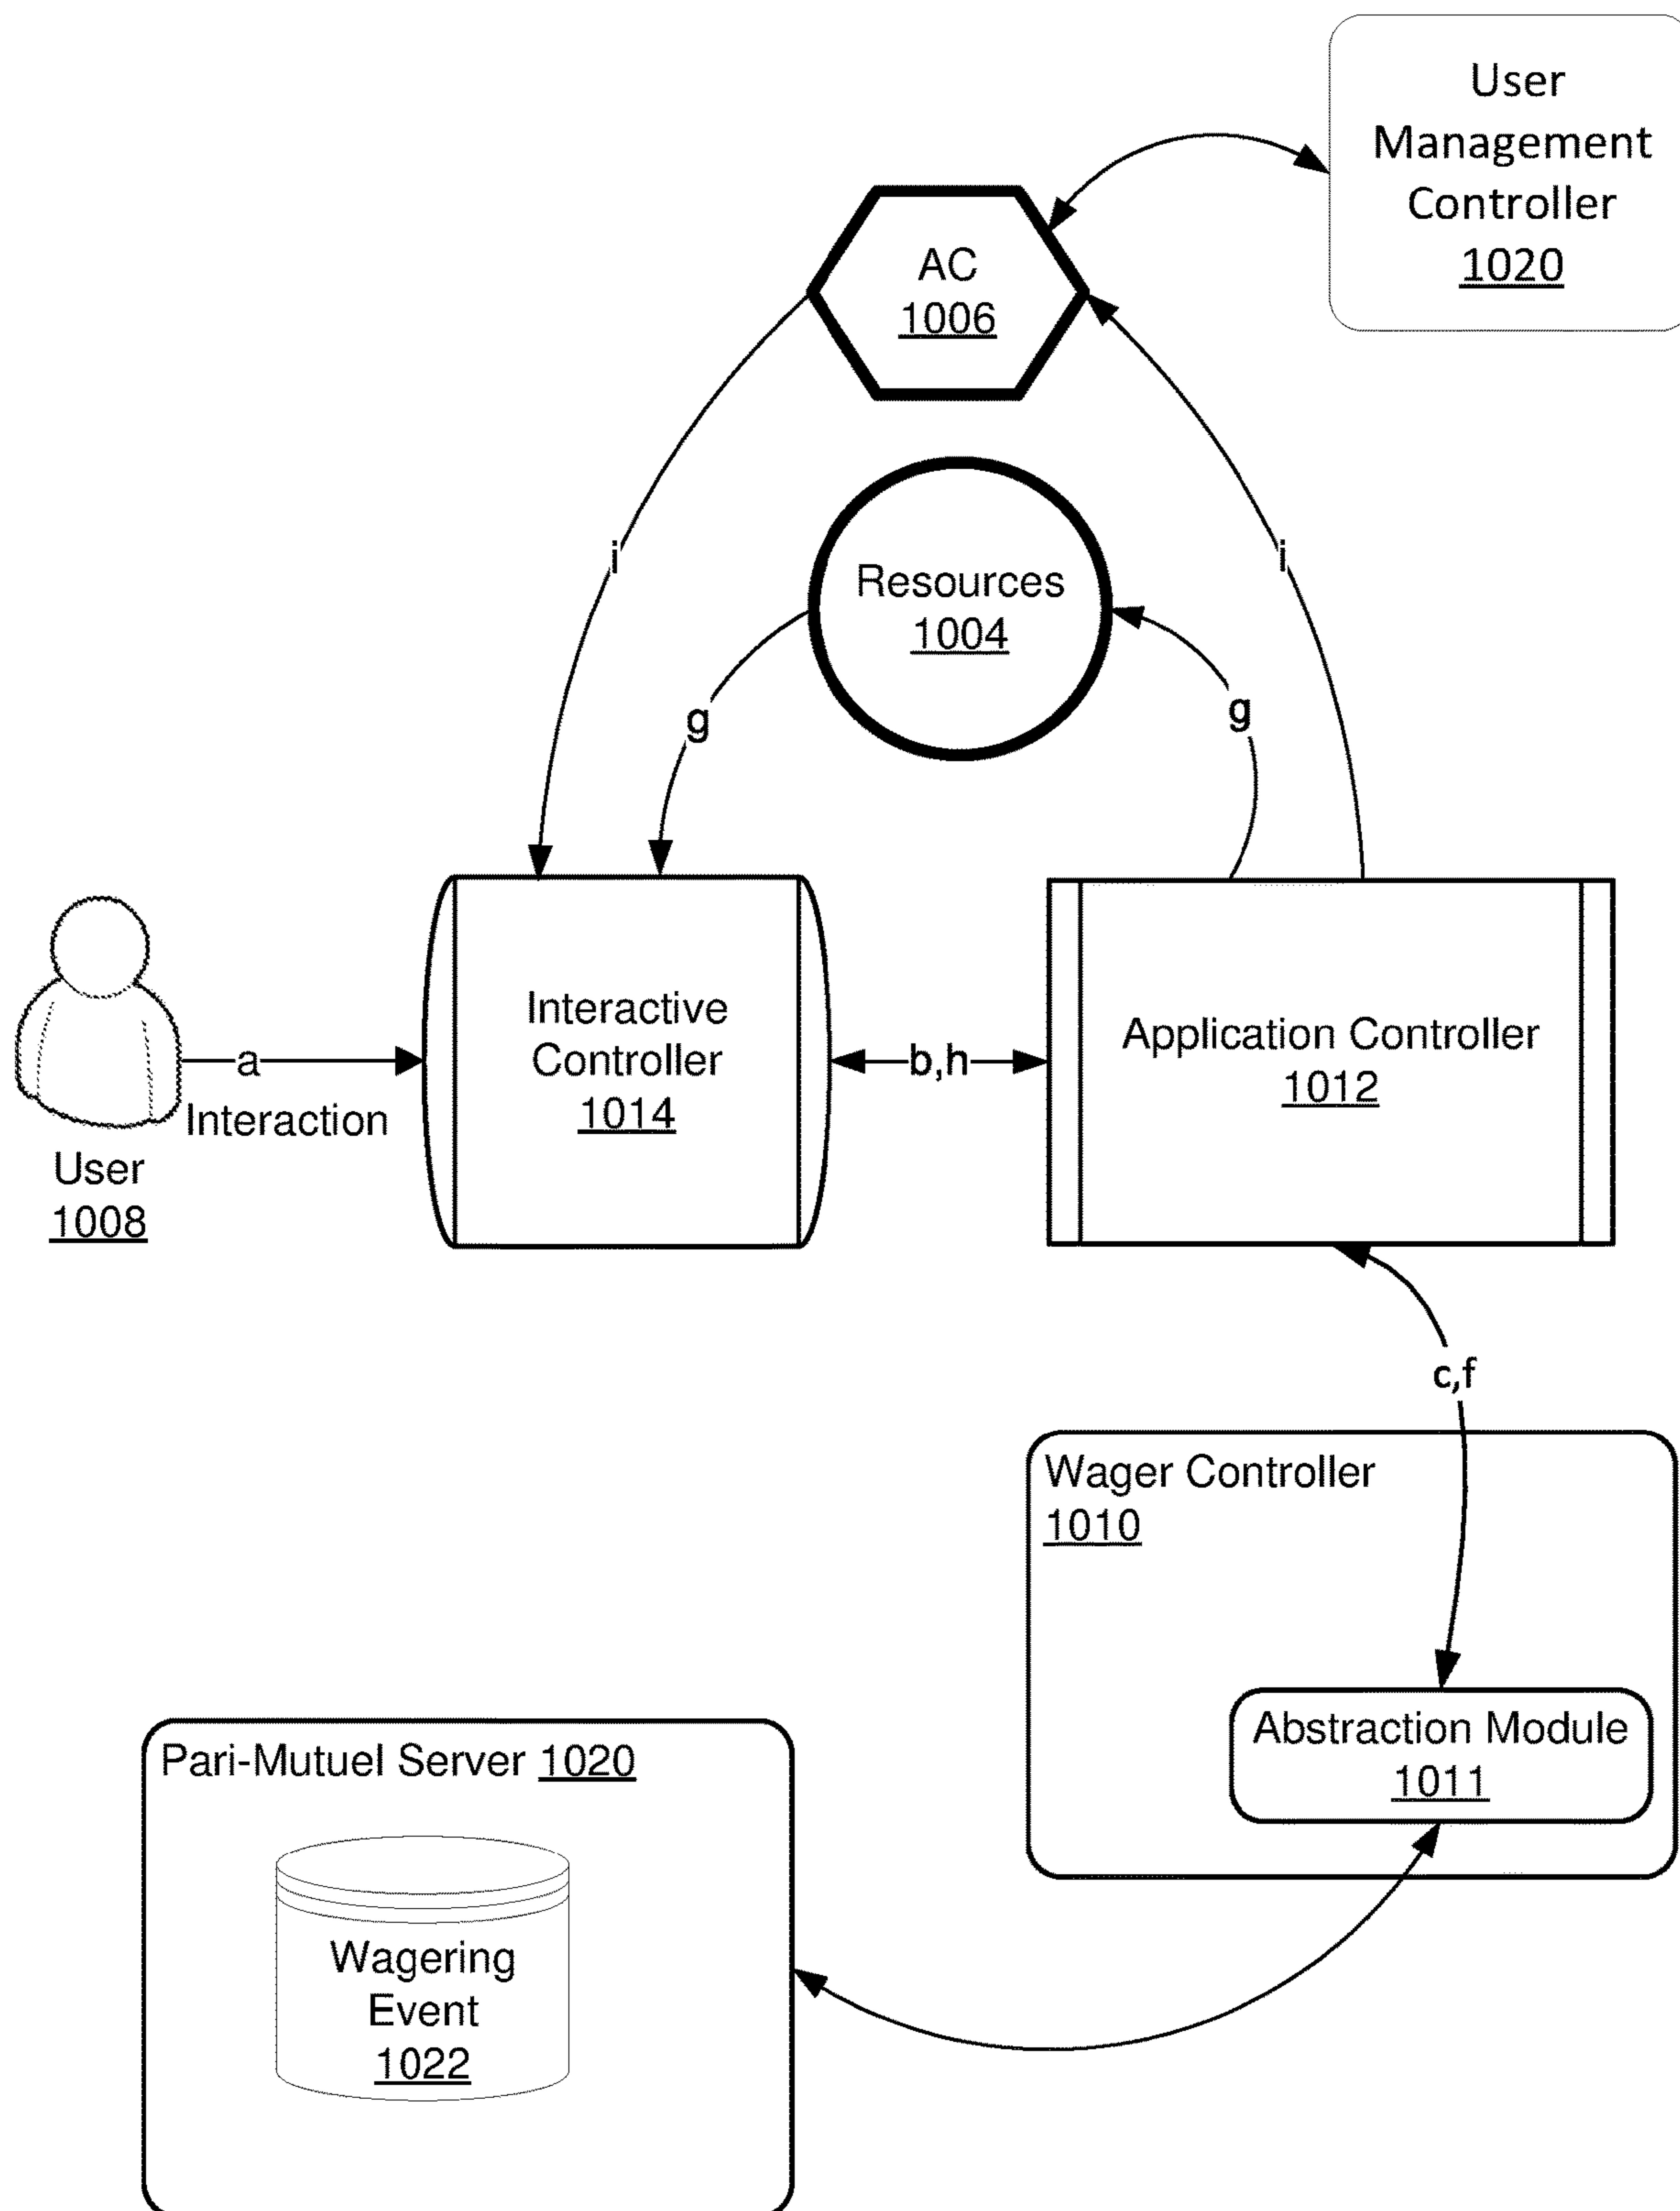 User
Management
Controller
1020
AC
1006
i
i
Resources
1004
g
g
Interactive
Controller
1014
Application Controller
1012
a
Interaction
b,h
User
1008
c,f
Wager Controller
1010
Abstraction Module
1011
Pari-Mutuel Server 1020
Wagering
Event
1022